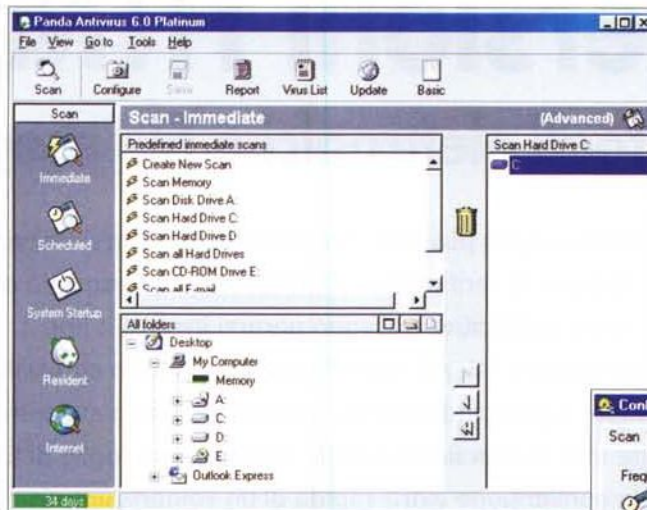 Panda Antivirus 6.0 Platinum
File View Go to Tools Help
Scan Configure Save Report Virus List Update Basic
Scan
Scan - Immediate (Advanced)
Immediate
Scheduled
System Startup
Resident
Internet
34 days
Predefined immediate scans
Create New Scan
Scan Memory
Scan Disk Drive A:
Scan Hard Drive C:
Scan Hard Drive D:
Scan all Hard Drives
Scan CD-ROM Drive E:
Scan all E-mail
All folders
Desktop
My Computer
Memory
A:
C:
D:
E:
Outlook Express
Scan Hard Drive C:
C
Scan